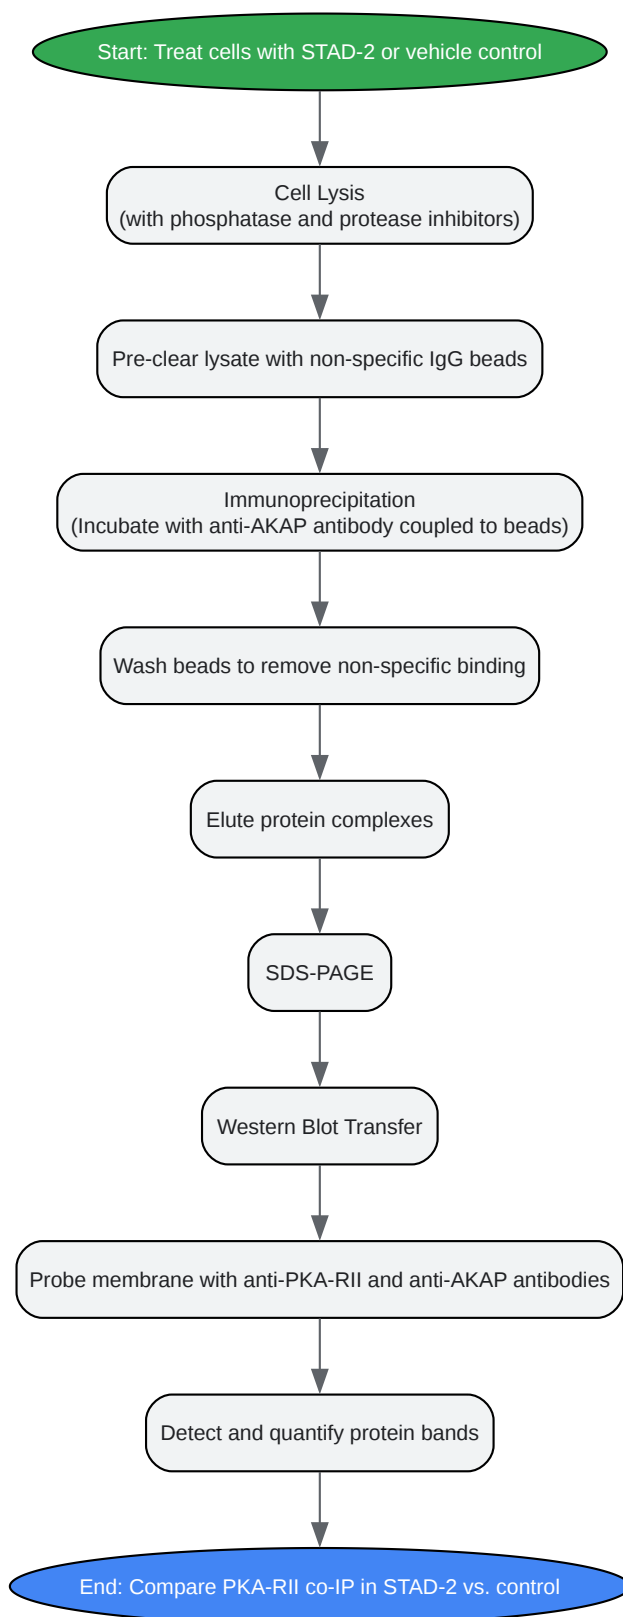 Start: Treat cells with STAD-2 or vehicle control
Cell Lysis
(with phosphatase and protease inhibitors)
Pre-clear lysate with non-specific IgG beads
Immunoprecipitation
(Incubate with anti-AKAP antibody coupled to beads)
Wash beads to remove non-specific binding
Elute protein complexes
SDS-PAGE
Western Blot Transfer
Probe membrane with anti-PKA-RII and anti-AKAP antibodies
Detect and quantify protein bands
End: Compare PKA-RII co-IP in STAD-2 vs. control